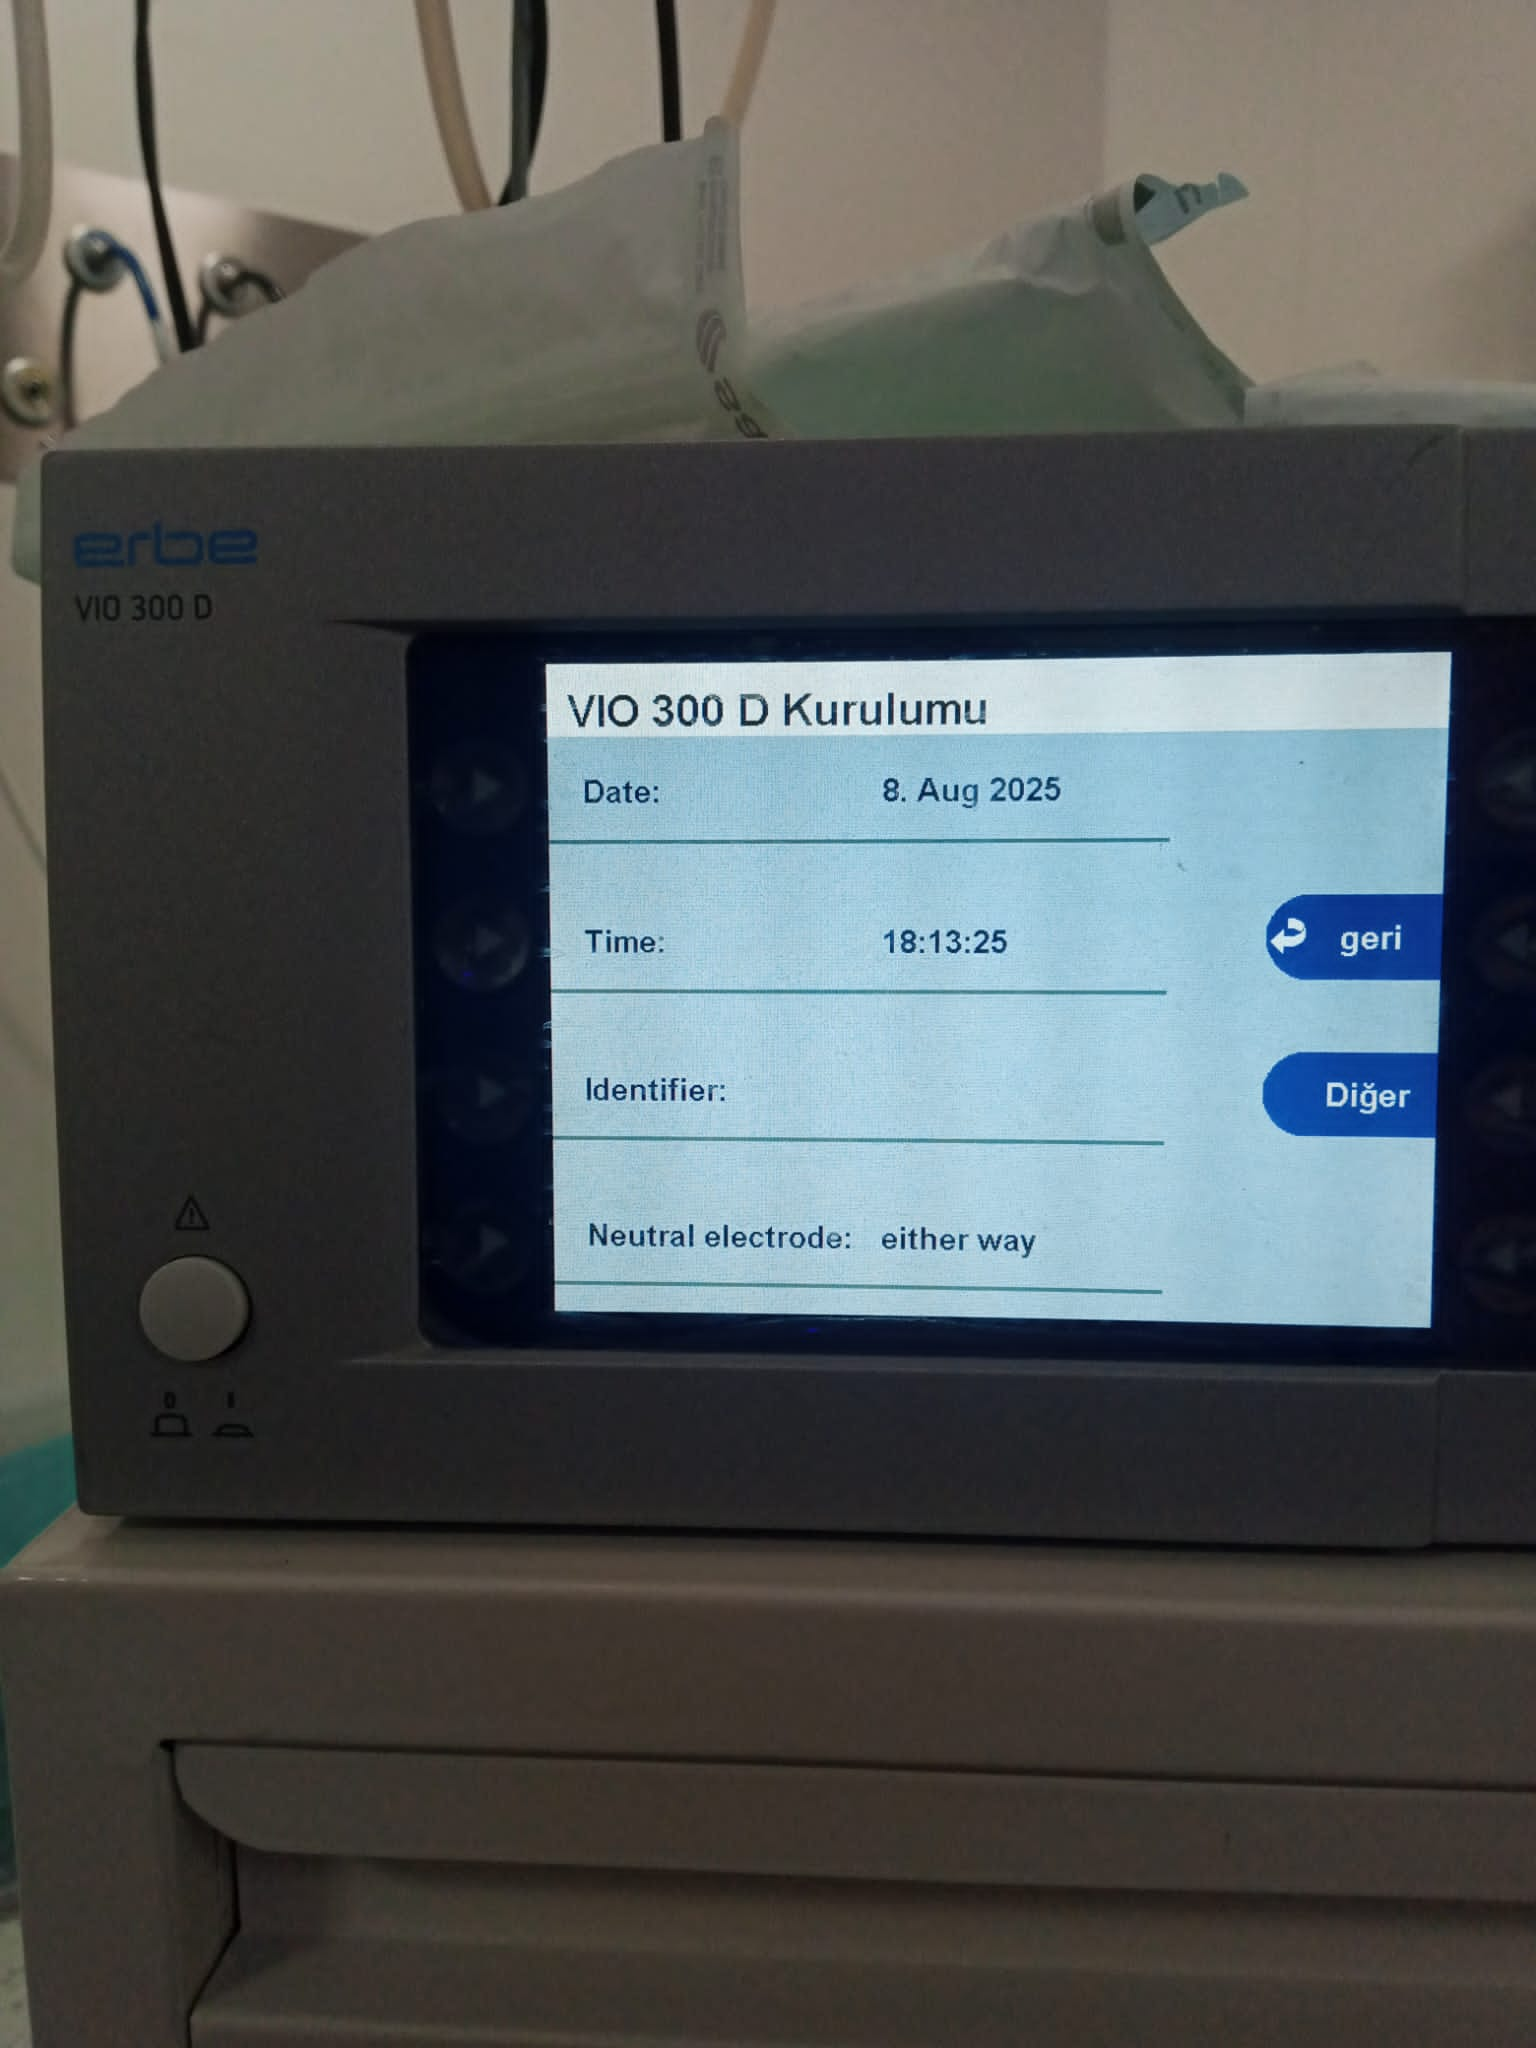 erbe
VIO 300 D
VIO 300 D Kurulumu
Date: 8. Aug 2025
Time: 18:13:25
geri
Identifier:
Diğer
Neutral electrode: either way
0 I